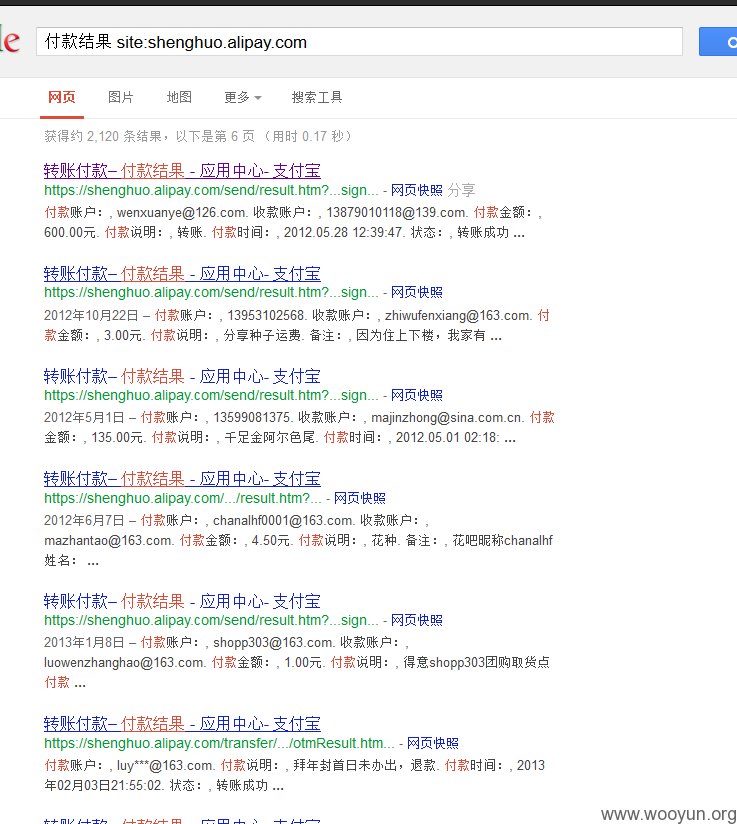 le 付款结果 site:shenghuo.alipay.com
网页 图片 地图 更多 搜索工具
获得约 2,120 条结果，以下是第 6 页 （用时 0.17 秒）
转账付款– 付款结果 - 应用中心- 支付宝
https://shenghuo.alipay.com/send/result.htm?...sign... - 网页快照 分享
付款账户：, wenxuanye@126.com. 收款账户：, 13879010118@139.com. 付款金额：,
600.00元. 付款说明：, 转账. 付款时间：, 2012.05.28 12:39:47. 状态：, 转账成功 ...
转账付款– 付款结果 - 应用中心- 支付宝
https://shenghuo.alipay.com/send/result.htm?...sign... - 网页快照
2012年10月22日 – 付款账户：, 13953102568. 收款账户：, zhiwufenxiang@163.com. 付
款金额：, 3.00元. 付款说明：, 分享种子运费. 备注：, 因为住上下楼，我家有 ...
转账付款– 付款结果 - 应用中心- 支付宝
https://shenghuo.alipay.com/send/result.htm?...sign... - 网页快照
2012年5月1日 – 付款账户：, 13599081375. 收款账户：, majinzhong@sina.com.cn. 付款
金额：, 135.00元. 付款说明：, 千足金阿尔色尾. 付款时间：, 2012.05.01 02:18: ...
转账付款– 付款结果 - 应用中心- 支付宝
https://shenghuo.alipay.com/.../result.htm?... - 网页快照
2012年6月7日 – 付款账户：, chanalhf0001@163.com. 收款账户：,
mazhantao@163.com. 付款金额：, 4.50元. 付款说明：, 花种. 备注：, 花吧昵称chanalhf
姓名： ...
转账付款– 付款结果 - 应用中心- 支付宝
https://shenghuo.alipay.com/send/result.htm?...sign... - 网页快照
2013年1月8日 – 付款账户：, shopp303@163.com. 收款账户：,
luowenzhanghao@163.com. 付款金额：, 1.00元. 付款说明：, 得意shopp303团购取货点
付款 ...
转账付款– 付款结果 - 应用中心- 支付宝
https://shenghuo.alipay.com/transfer/.../otmResult.htm... - 网页快照
付款账户：, luy***@163.com. 付款说明：, 拜年封首日未办出，退款. 付款时间：, 2013
年02月03日21:55:02. 状态：, 转账成功 ...
转账付款– 付款结果 - 应用中心- 支付宝
www.wooyun.org